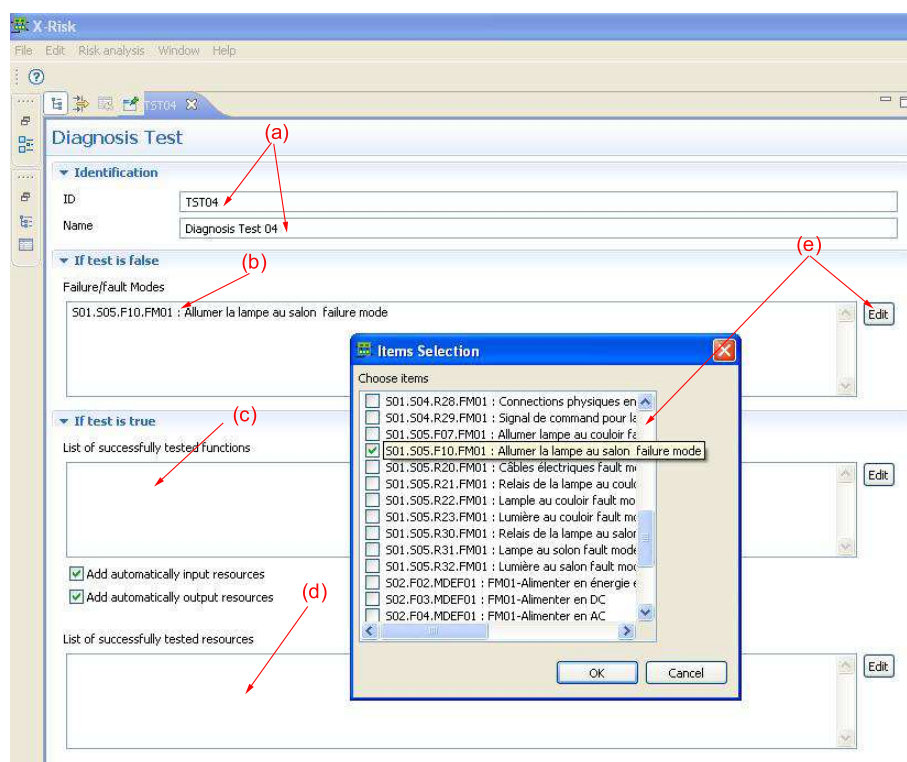 X-Risk
File Edit Risk analysis Window Help
TST04
Diagnosis Test
(a)
Identification
ID TST04
Name Diagnosis Test 04
(e)
If test is false
(b)
Failure/fault Modes
S01.S05.F10.FM01 : Allumer la lampe au salon failure mode
Edit
Items Selection
Choose items
S01.S04.R28.FM01 : Connections physiques en
S01.S04.R29.FM01 : Signal de command pour la
S01.S05.F07.FM01 : Allumer lampe au couloir fa
S01.S05.F10.FM01 : Allumer la lampe au salon failure mode
S01.S05.R20.FM01 : Câbles électriques fault mo
S01.S05.R21.FM01 : Relais de la lampe au coulo
S01.S05.R22.FM01 : Lample au couloir fault mo
S01.S05.R23.FM01 : Lumière au couloir fault mo
S01.S05.R30.FM01 : Relais de la lampe au salon
S01.S05.R31.FM01 : Lampe au solon fault mode
S01.S05.R32.FM01 : Lumière au salon fault mod
S02.F02.MDEF01 : FM01-Alimenter en énergie é
S02.F03.MDEF01 : FM01-Alimenter en DC
S02.F04.MDEF01 : FM01-Alimenter en AC
OK Cancel
If test is true
(c)
List of successfully tested functions
Edit
Add automatically input resources
Add automatically output resources
(d)
List of successfully tested resources
Edit